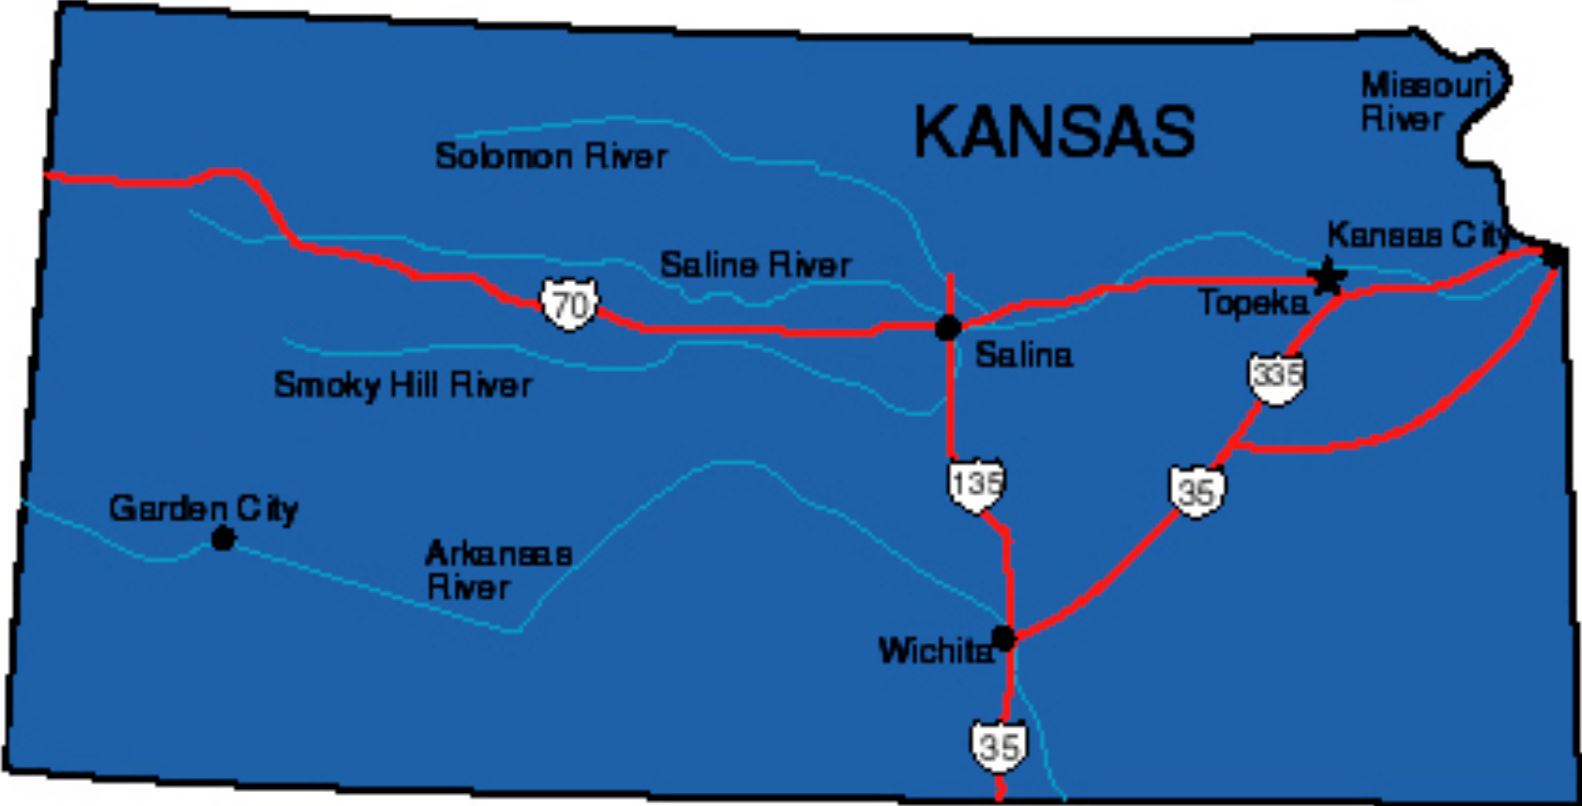 Missouri
River
KANSAS
Solomon River
Kansas City
Saline River
Topeka
70
Salina
Smoky Hill River
335
135
35
Garden City
Arkansas
River
Wichita
35